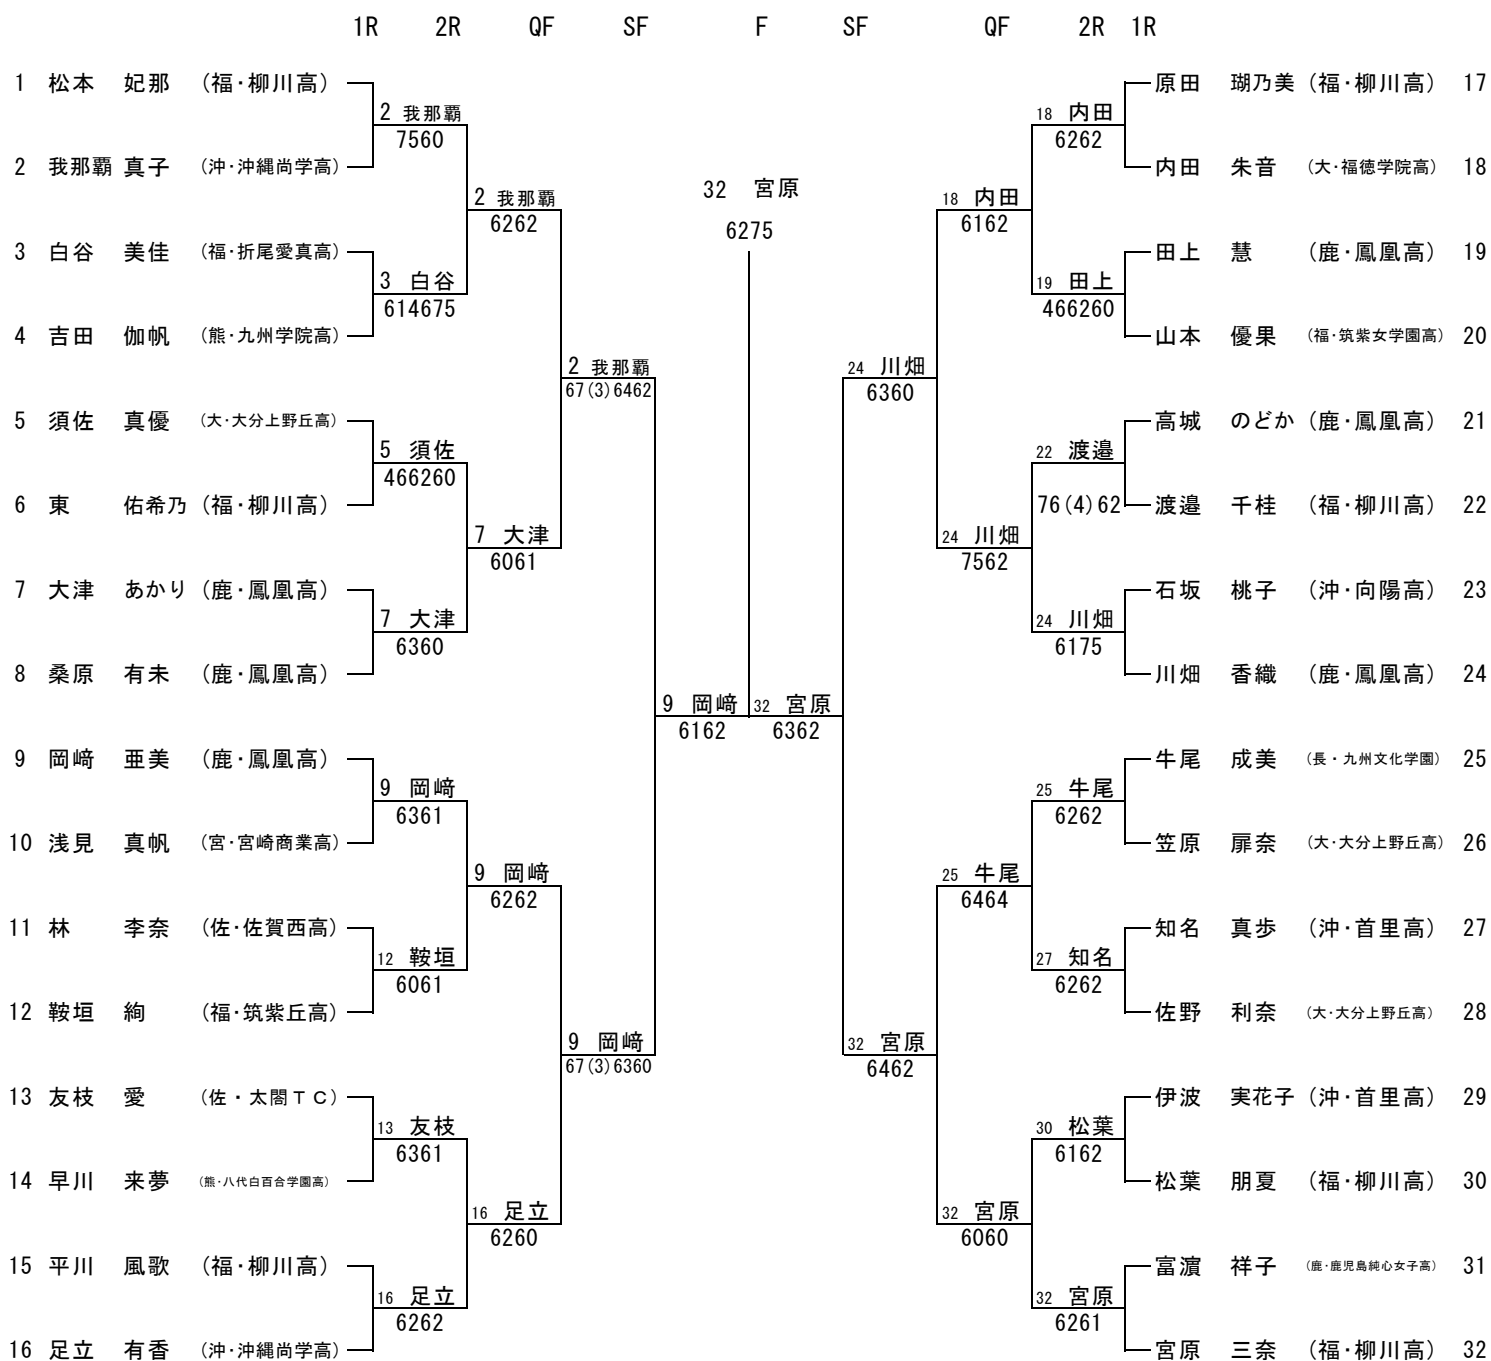 1R 2R QF SF F SF QF 2R 1R
1 松本 妃那 （福・柳川高）
2 我那覇
7560
2 我那覇 真子 （沖・沖縄尚学高）
2 我那覇
6262
3 白谷 美佳 （福・折尾愛真高）
3 白谷
614675
4 吉田 伽帆 （熊・九州学院高）
2 我那覇
67(3)6462
5 須佐 真優 （大・大分上野丘高）
5 須佐
466260
6 東 佑希乃 （福・柳川高）
7 大津
6061
7 大津 あかり （鹿・鳳凰高）
7 大津
6360
8 桑原 有未 （鹿・鳳凰高）
9 岡﨑
6162
9 岡﨑 亜美 （鹿・鳳凰高）
9 岡﨑
6361
10 浅見 真帆 （宮・宮崎商業高）
9 岡﨑
6262
11 林 李奈 （佐・佐賀西高）
12 鞍垣
6061
12 鞍垣 絢 （福・筑紫丘高）
9 岡﨑
67(3)6360
13 友枝 愛 （佐・太閤ＴＣ）
13 友枝
6361
14 早川 来夢 （熊・八代白百合学園高）
16 足立
6260
15 平川 風歌 （福・柳川高）
16 足立
6262
16 足立 有香 （沖・沖縄尚学高）
32 宮原
6275
原田 瑚乃美 （福・柳川高） 17
18 内田
6262
内田 朱音 （大・福徳学院高） 18
18 内田
6162
田上 慧 （鹿・鳳凰高） 19
19 田上
466260
山本 優果 （福・筑紫女学園高） 20
24 川畑
6360
高城 のどか （鹿・鳳凰高） 21
22 渡邉
76(4)62
渡邉 千桂 （福・柳川高） 22
24 川畑
7562
石坂 桃子 （沖・向陽高） 23
24 川畑
6175
川畑 香織 （鹿・鳳凰高） 24
32 宮原
6362
牛尾 成美 （長・九州文化学園） 25
25 牛尾
6262
笠原 扉奈 （大・大分上野丘高） 26
25 牛尾
6464
知名 真歩 （沖・首里高） 27
27 知名
6262
佐野 利奈 （大・大分上野丘高） 28
32 宮原
6462
伊波 実花子 （沖・首里高） 29
30 松葉
6162
松葉 朋夏 （福・柳川高） 30
32 宮原
6060
富濵 祥子 （鹿・鹿児島純心女子高） 31
32 宮原
6261
宮原 三奈 （福・柳川高） 32